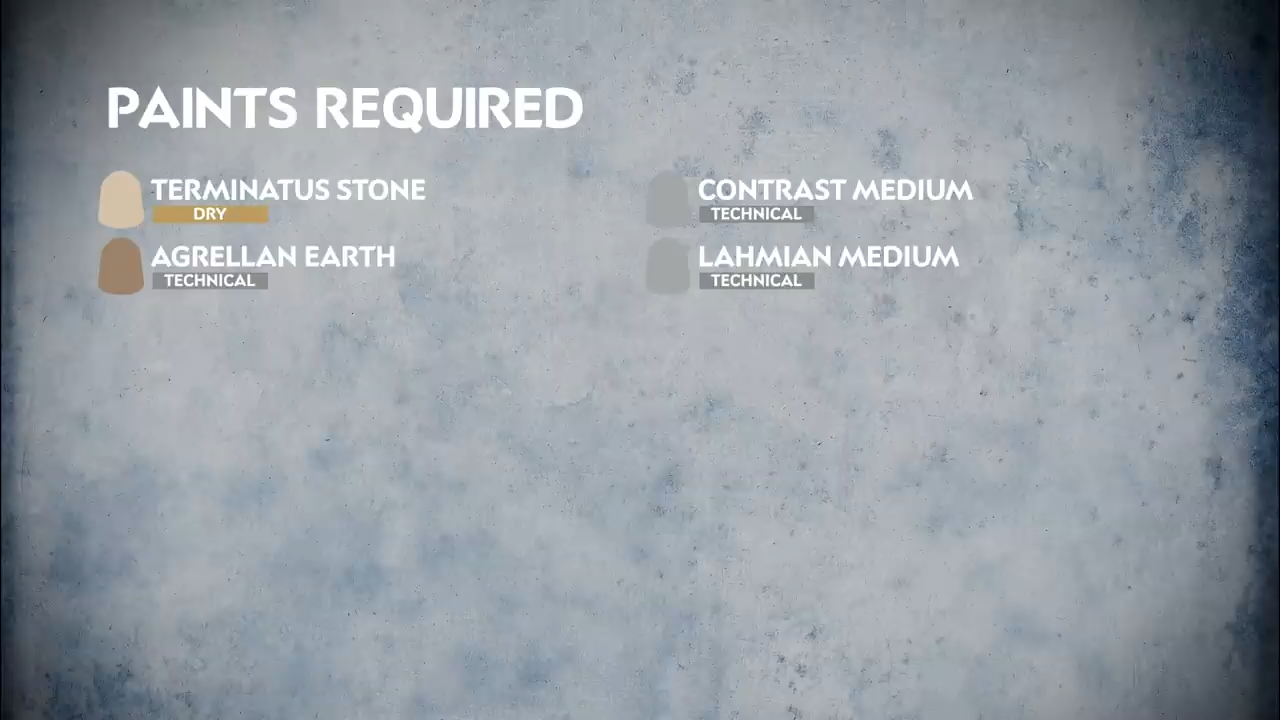 PAINTS REQUIRED
TERMINATUS STONE
DRY
AGRELLAN EARTH
TECHNICAL
CONTRAST MEDIUM
TECHNICAL
LAHMIAN MEDIUM
TECHNICAL